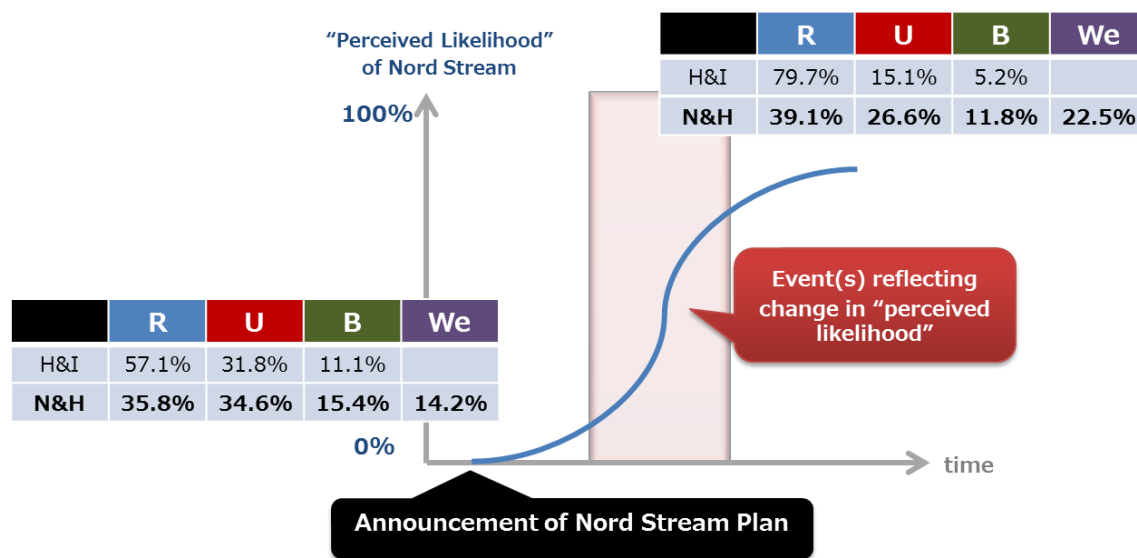 “Perceived Likelihood”
of Nord Stream
100%
R U B We
H&I 79.7% 15.1% 5.2%
N&H 39.1% 26.6% 11.8% 22.5%
Event(s) reflecting
change in “perceived
likelihood”
R U B We
H&I 57.1% 31.8% 11.1%
N&H 35.8% 34.6% 15.4% 14.2%
0%
time
Announcement of Nord Stream Plan